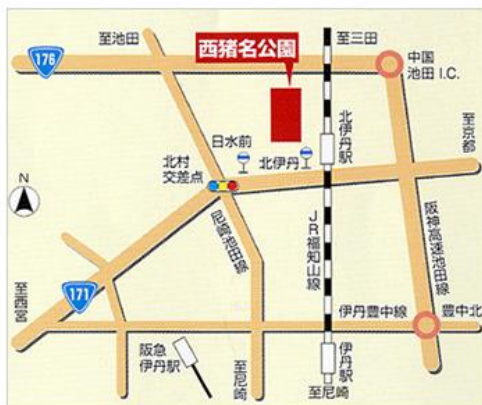 176
至池田
西猪名公園
至三田
中国
池田 I.C.
日水前
北村
交差点
北伊丹
北伊丹駅
至京都
N
尼崎池田線
JR福知山線
阪神高速池田線
171
至西宮
伊丹豊中線
豊中北
阪急
伊丹駅
至尼崎
伊丹駅
至尼崎